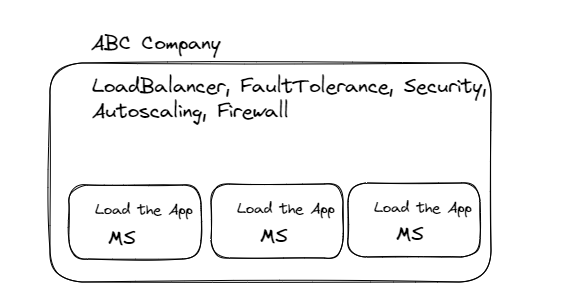 ABC Company
LoadBalancer, FaultTolerance, Security,
Autoscaling, Firewall
Load the App
MS
Load the App
MS
Load the App
MS